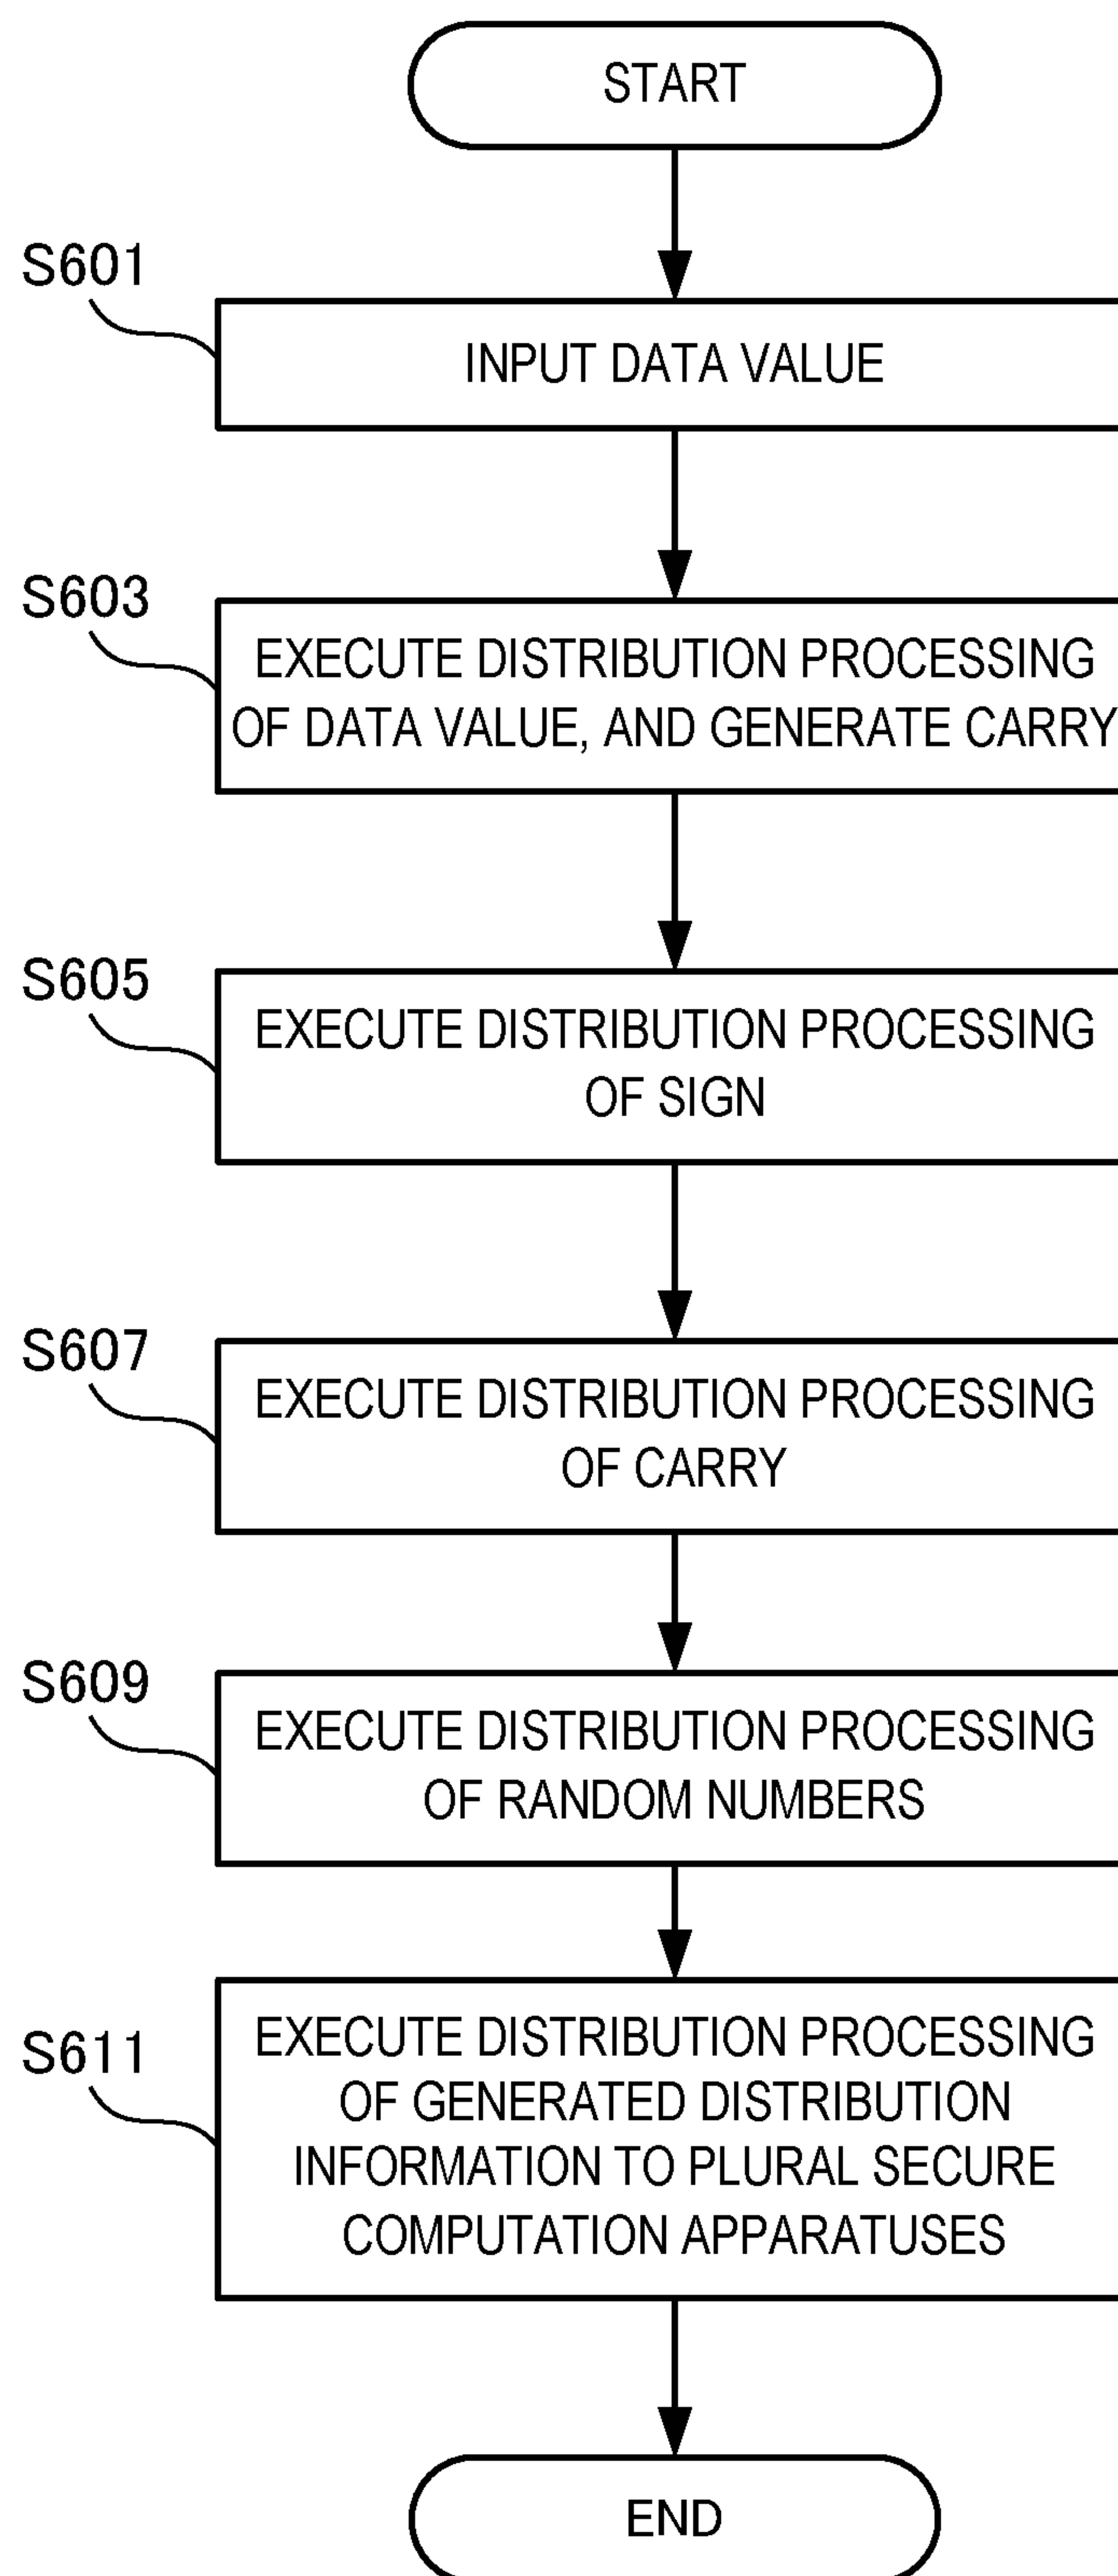 START
S601
INPUT DATA VALUE
S603
EXECUTE DISTRIBUTION PROCESSING
OF DATA VALUE, AND GENERATE CARRY
S605
EXECUTE DISTRIBUTION PROCESSING
OF SIGN
S607
EXECUTE DISTRIBUTION PROCESSING
OF CARRY
S609
EXECUTE DISTRIBUTION PROCESSING
OF RANDOM NUMBERS
S611
EXECUTE DISTRIBUTION PROCESSING
OF GENERATED DISTRIBUTION
INFORMATION TO PLURAL SECURE
COMPUTATION APPARATUSES
END